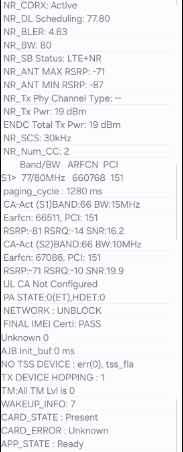 NR_CDRX: Active
NR_DL Scheduling: 77.80
NR_BLER: 4.63
NR_BW: 80
NR_SB Status: LTE+NR
NR_ANT MAX RSRP: -71
NR_ANT MIN RSRP: -87
NR_Tx Phy Channel Type: --
NR_Tx Pwr: 19 dBm
ENDC Total Tx Pwr: 19 dBm
NR_SCS: 30kHz
NR_Num_CC: 2
Band/BW ARFCN PCI
S1> 77/80MHz 660768 151
paging_cycle : 1280 ms
CA-Act (S1)BAND:66 BW:15MHz
Earfcn: 66511, PCI: 151
RSRP:-81 RSRQ:-14 SNR:16.2
CA-Act (S2)BAND:66 BW:10MHz
Earfcn: 67086, PCI: 151
RSRP:-71 RSRQ:-10 SNR:19.9
UL CA Not Configured
PA STATE:0(ET),HDET:0
NETWORK : UNBLOCK
FINAL IMEI Certi: PASS
Unknown 0
AJB Init_buf:0 ms
NO TSS DEVICE : err(0), tss_fla
TX DEVICE HOPPING : 1
TM:All TM Lvl is 0
WAKEUP_INFO: 7
CARD_STATE : Present
CARD_ERROR : Unknown
APP_STATE : Ready